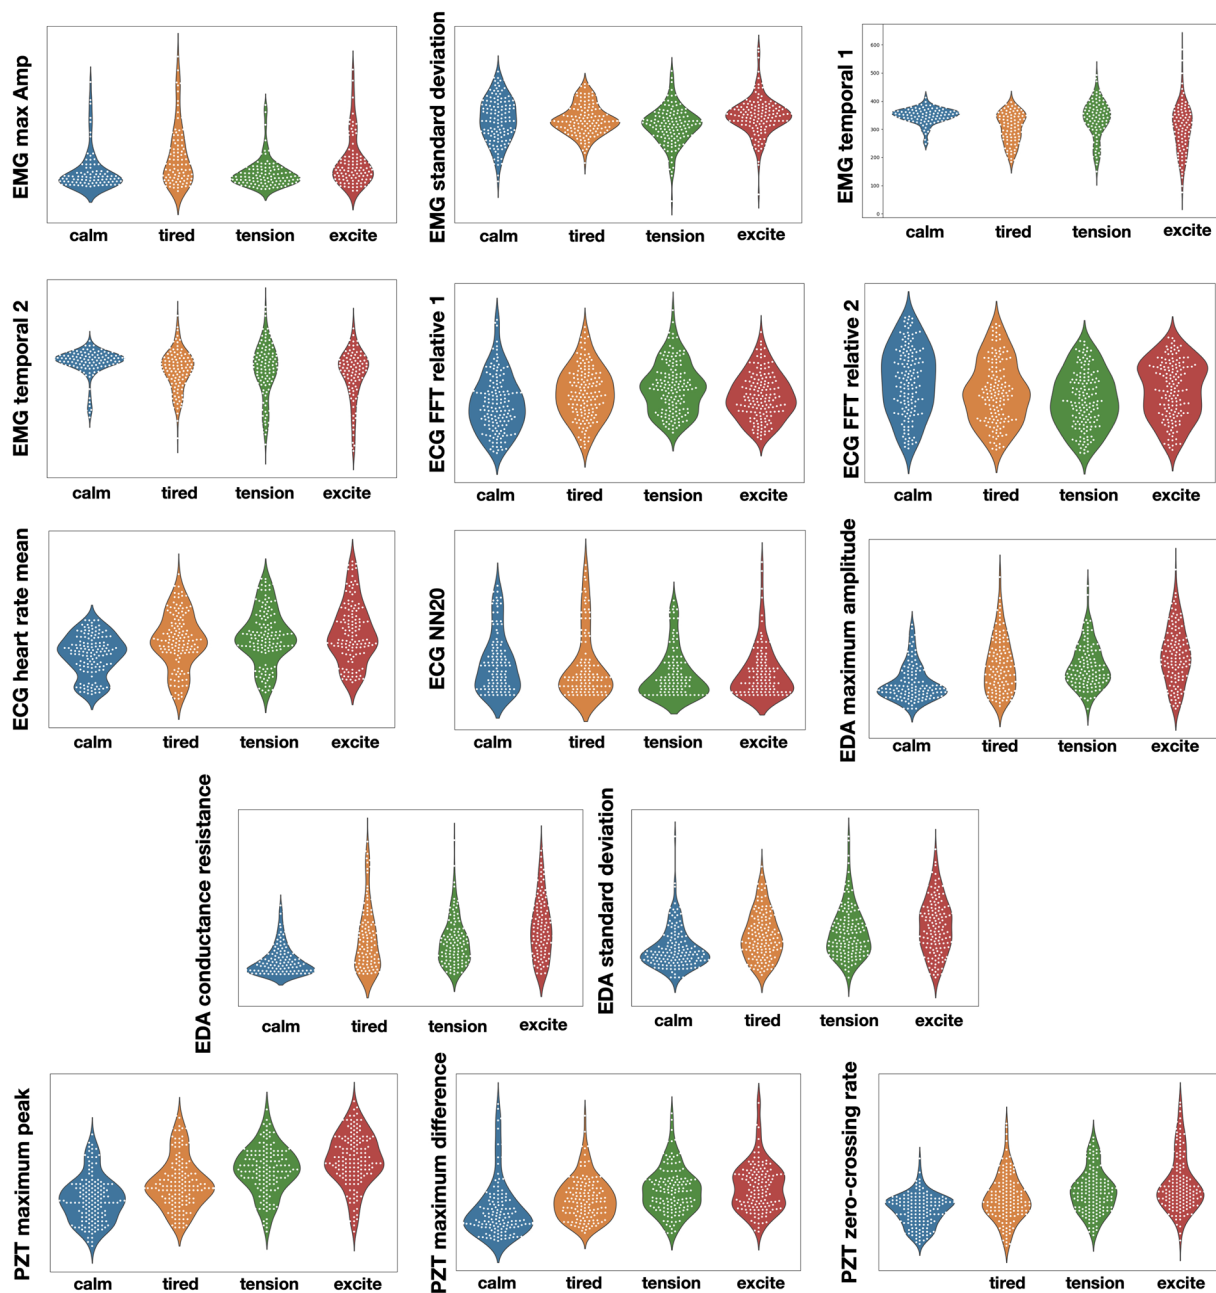 EMG max Amp
calm tired tension excite
EMG standard deviation
calm tired tension excite
EMG temporal 1
600
500
400
300
200
100
0
calm tired tension excite
EMG temporal 2
calm tired tension excite
ECG FFT relative 1
calm tired tension excite
ECG FFT relative 2
calm tired tension excite
ECG heart rate mean
calm tired tension excite
ECG NN20
calm tired tension excite
EDA maximum amplitude
calm tired tension excite
EDA conductance resistance
calm tired tension excite
EDA standard deviation
calm tired tension excite
PZT maximum peak
calm tired tension excite
PZT maximum difference
calm tired tension excite
PZT zero-crossing rate
tired tension excite